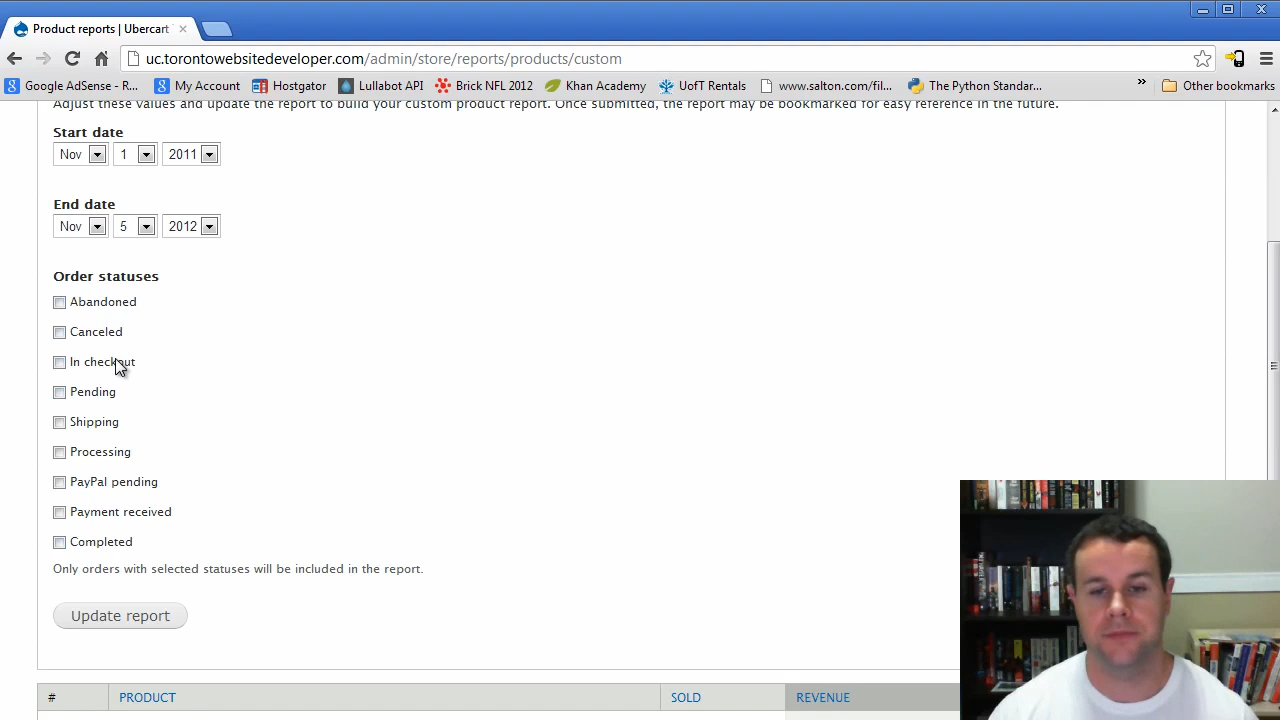 Product reports | Ubercart
uc.torontowebsitedeveloper.com/admin/store/reports/products/custom
Google AdSense - R... My Account Hostgator Lullabot API Brick NFL 2012 Khan Academy UofT Rentals www.salton.com/fil... The Python Standar... » Other bookmarks
Adjust these values and update the report to build your custom product report. Once submitted, the report may be bookmarked for easy reference in the future.
Start date
Nov 1 2011
End date
Nov 5 2012
Order statuses
Abandoned
Canceled
In checkout
Pending
Shipping
Processing
PayPal pending
Payment received
Completed
Only orders with selected statuses will be included in the report.
Update report
# PRODUCT SOLD REVENUE